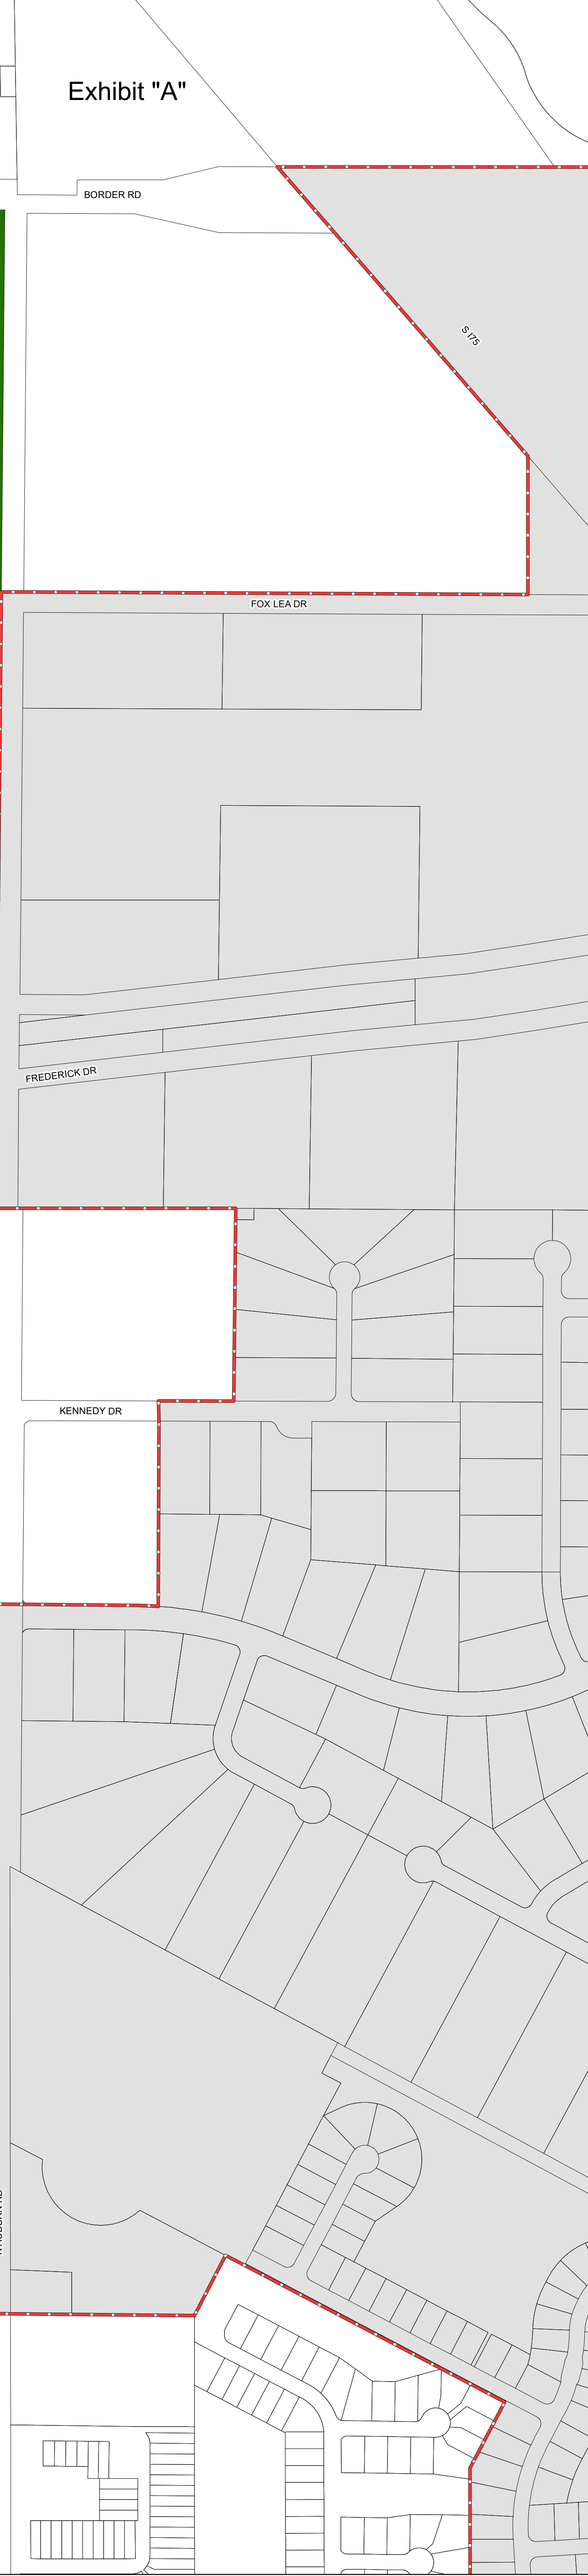 Exhibit "A"
BORDER RD
S I75
FOX LEA DR
FREDERICK DR
KENNEDY DR